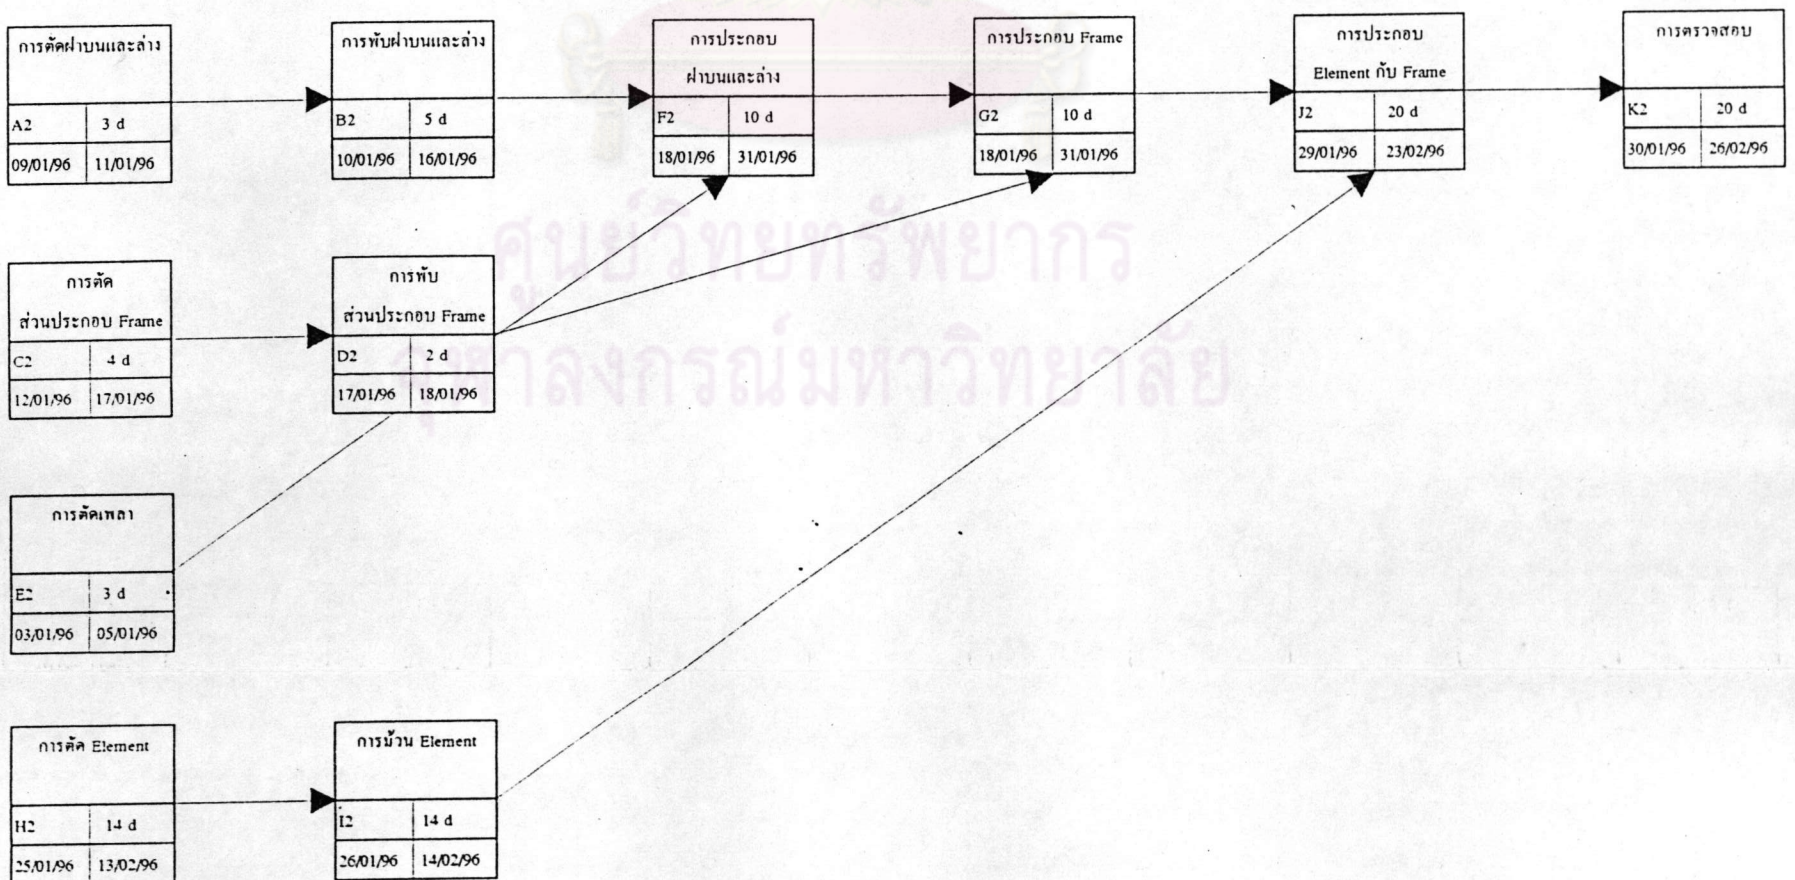 การตัดฝาบนและล่าง
A2 3 d
09/01/96 11/01/96
การพับฝาบนและล่าง
B2 5 d
10/01/96 16/01/96
การประกอบ
ฝาบนและล่าง
F2 10 d
18/01/96 31/01/96
การประกอบ Frame
G2 10 d
18/01/96 31/01/96
การประกอบ
Element กับ Frame
J2 20 d
29/01/96 23/02/96
การตรวจสอบ
K2 20 d
30/01/96 26/02/96
การตัด
ส่วนประกอบ Frame
C2 4 d
12/01/96 17/01/96
การพับ
ส่วนประกอบ Frame
D2 2 d
17/01/96 18/01/96
ศูนย์วิทยทรัพยากร
จุฬาลงกรณ์มหาวิทยาลัย
การตัดเพลา
E2 3 d
03/01/96 05/01/96
การตัด Element
H2 14 d
25/01/96 13/02/96
การม้วน Element
I2 14 d
26/01/96 14/02/96